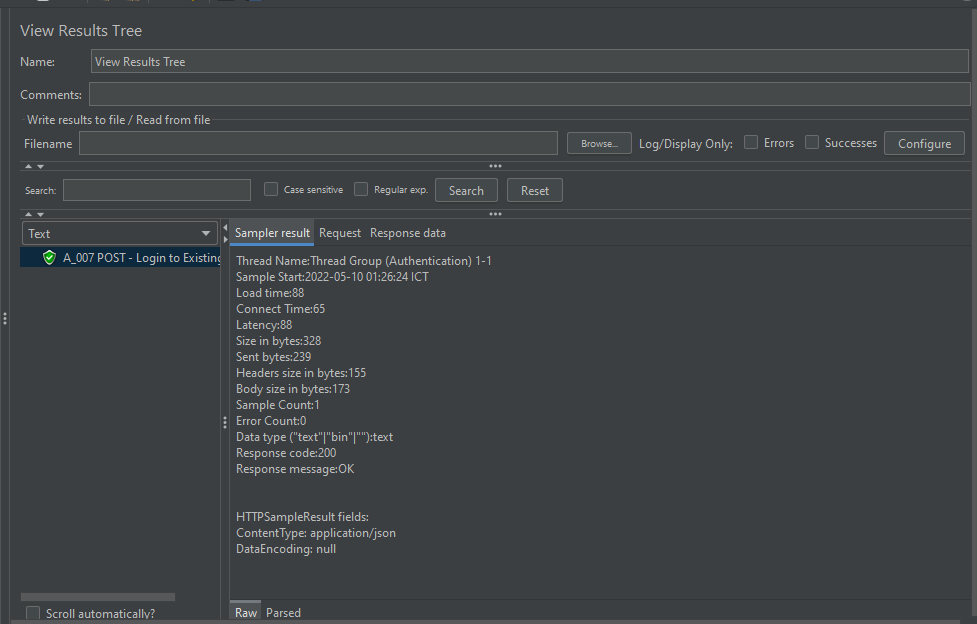 View Results Tree
Name: View Results Tree
Comments:
Write results to file / Read from file
Filename Browse... Log/Display Only: Errors Successes Configure
Search: Case sensitive Regular exp. Search Reset
Text
A_007 POST - Login to Existing
Sampler result Request Response data
Thread Name:Thread Group (Authentication) 1-1
Sample Start:2022-05-10 01:26:24 ICT
Load time:88
Connect Time:65
Latency:88
Size in bytes:328
Sent bytes:239
Headers size in bytes:155
Body size in bytes:173
Sample Count:1
Error Count:0
Data type ("text"|"bin"|""):text
Response code:200
Response message:OK
HTTPSampleResult fields:
ContentType: application/json
DataEncoding: null
Scroll automatically?
Raw Parsed